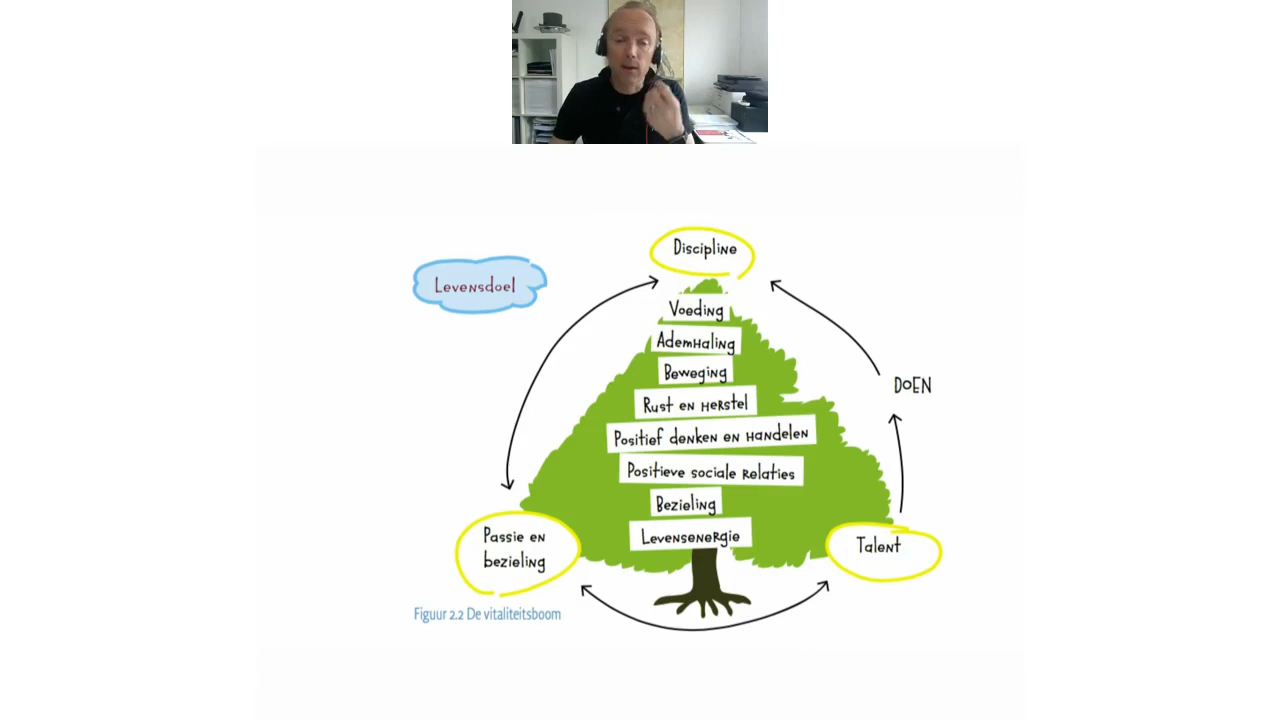 Discipline
Levensdoel
Voeding
Ademhaling
Beweging
DOEN
Rust en herstel
Positief denken en handelen
Positieve sociale relaties
Bezieling
Levensenergie
Passie en
bezieling
Talent
Figuur 2.2 De vitaliteitsboom